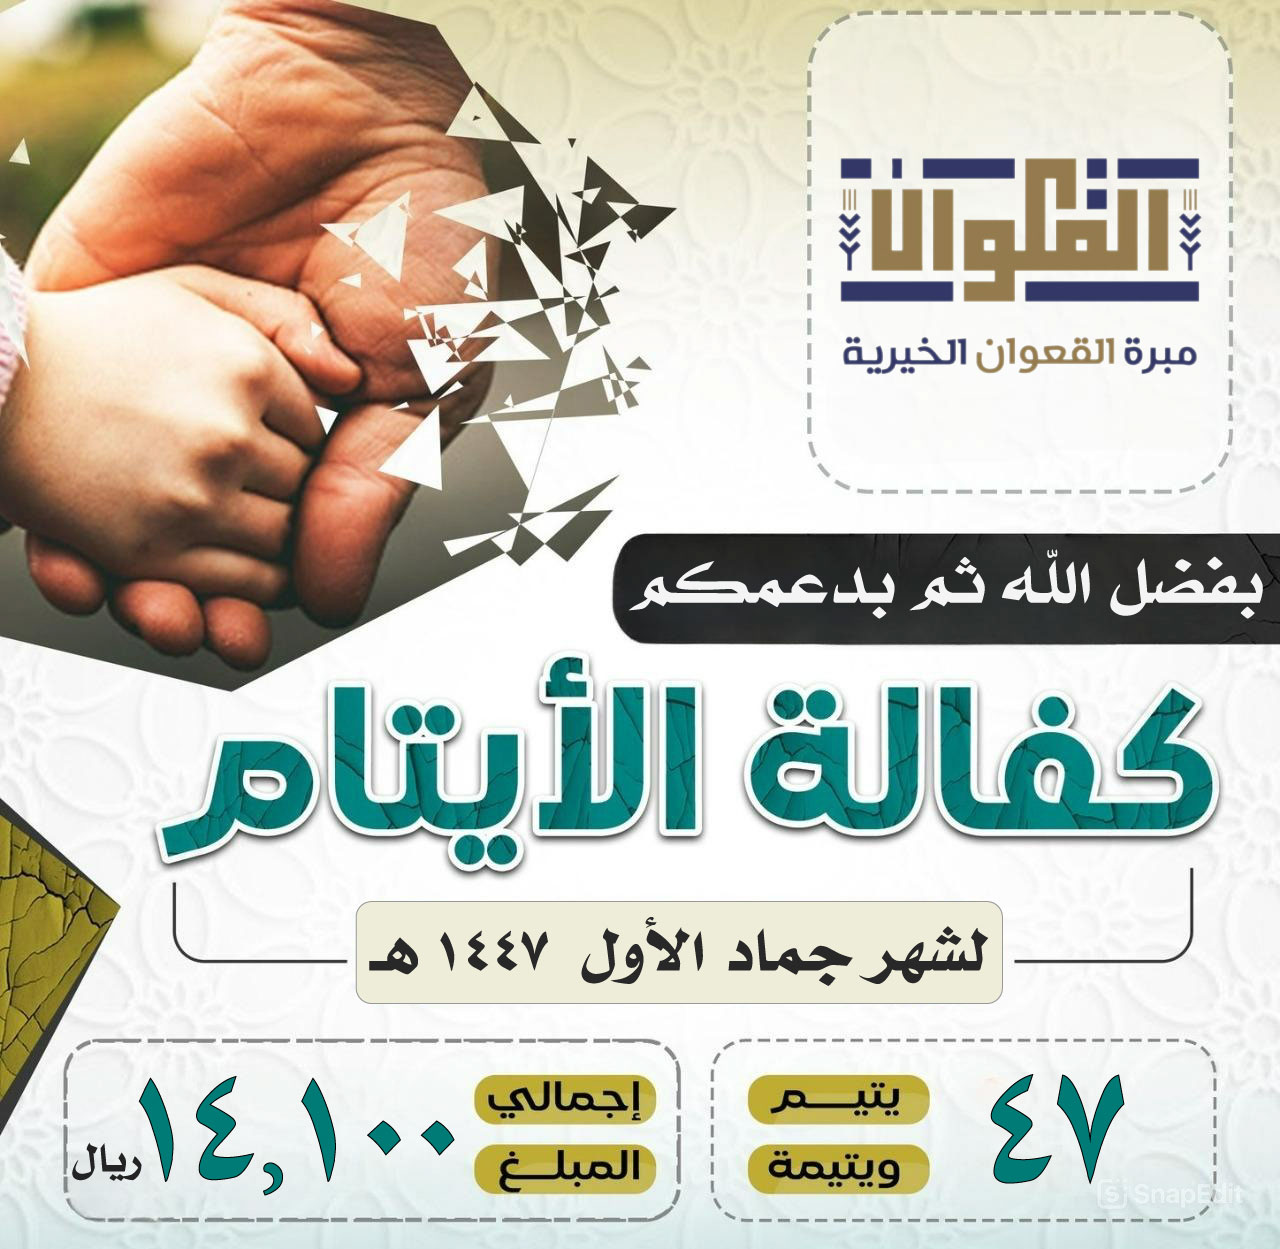 القعوان
مبرة القعوان الخيرية
بفضل الله ثم بدعمكم
كفالة الأيتام
لشهر جماد الأول ١٤٤٧ هـ
٤٧ يتيم
ويتيمة
إجمالي
المبلغ
١٤,١٠٠ ريال
SnapEdit